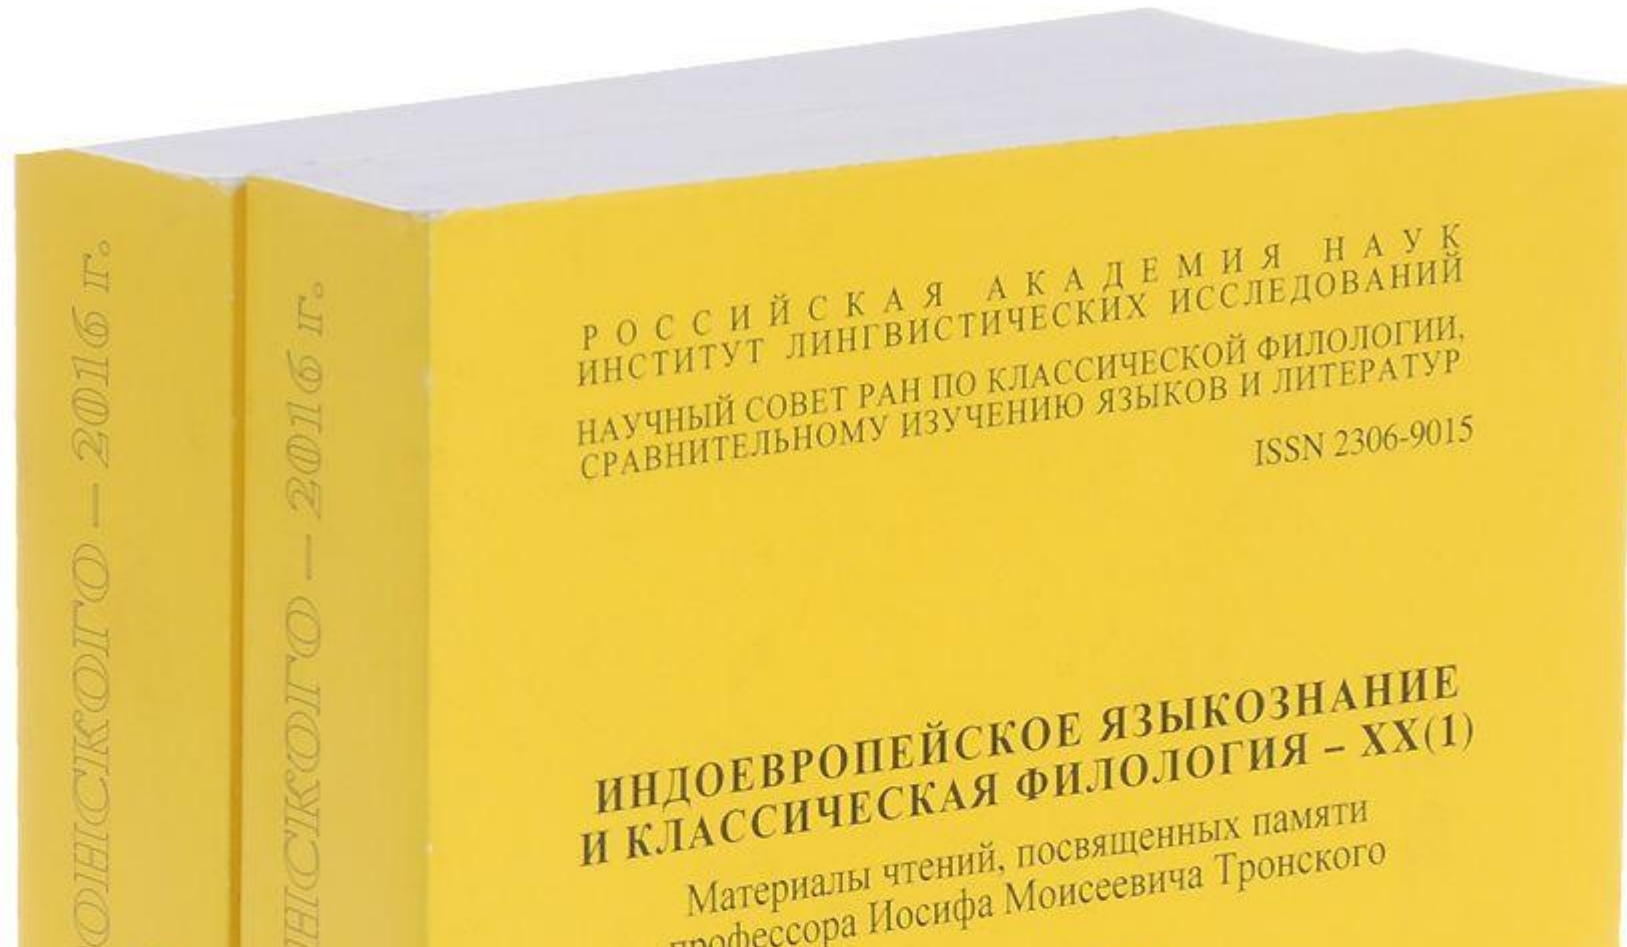 РОССИЙСКАЯ АКАДЕМИЯ НАУК
ИНСТИТУТ ЛИНГВИСТИЧЕСКИХ ИССЛЕДОВАНИЙ
НАУЧНЫЙ СОВЕТ РАН ПО КЛАССИЧЕСКОЙ ФИЛОЛОГИИ,
СРАВНИТЕЛЬНОМУ ИЗУЧЕНИЮ ЯЗЫКОВ И ЛИТЕРАТУР
ISSN 2306-9015
ИНДОЕВРОПЕЙСКОЕ ЯЗЫКОЗНАНИЕ
И КЛАССИЧЕСКАЯ ФИЛОЛОГИЯ – XX(1)
Материалы чтений, посвященных памяти
профессора Иосифа Моисеевича Тронского
ОНСКОГО – 2016 г.
НСКОГО – 2016 г.